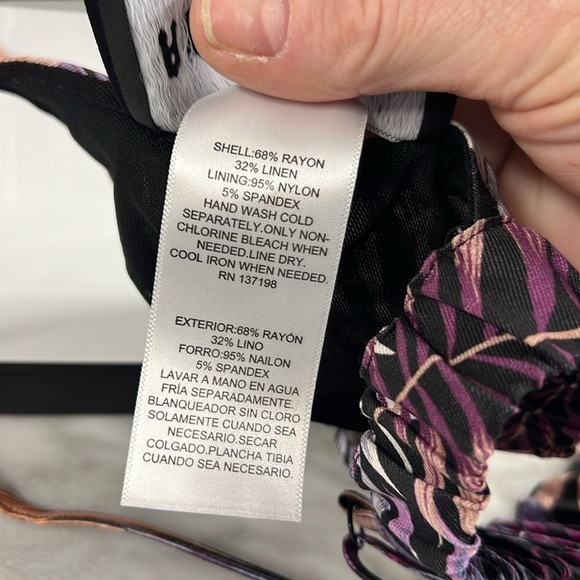 SHELL:68% RAYON
32% LINEN
LINING:95% NYLON
5% SPANDEX
HAND WASH COLD
SEPARATELY.ONLY NON-
CHLORINE BLEACH WHEN
NEEDED.LINE DRY.
COOL IRON WHEN NEEDED.
RN 137198
EXTERIOR:68% RAYÓN
32% LINO
FORRO:95% NAILON
5% SPANDEX
LAVAR A MANO EN AGUA
FRÍA SEPARADAMENTE.
BLANQUEADOR SIN CLORO
SOLAMENTE CUANDO SEA
NECESARIO.SECAR
COLGADO.PLANCHA TIBIA
CUANDO SEA NECESARIO.